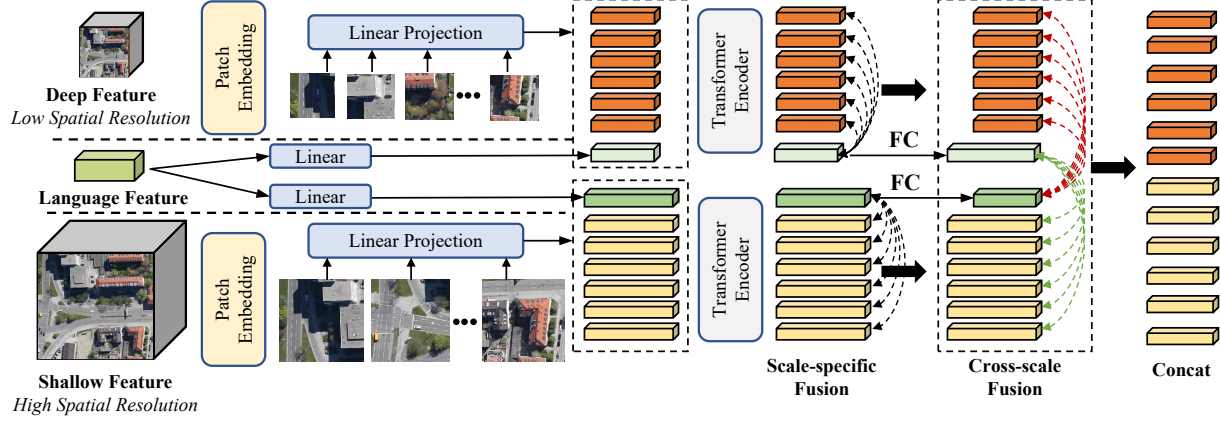 Deep Feature
Low Spatial Resolution
Patch
Embedding
Linear Projection
Transformer
Encoder
Language Feature
Linear
Linear
FC
FC
Shallow Feature
High Spatial Resolution
Patch
Embedding
Linear Projection
Transformer
Encoder
Scale-specific
Fusion
Cross-scale
Fusion
Concat